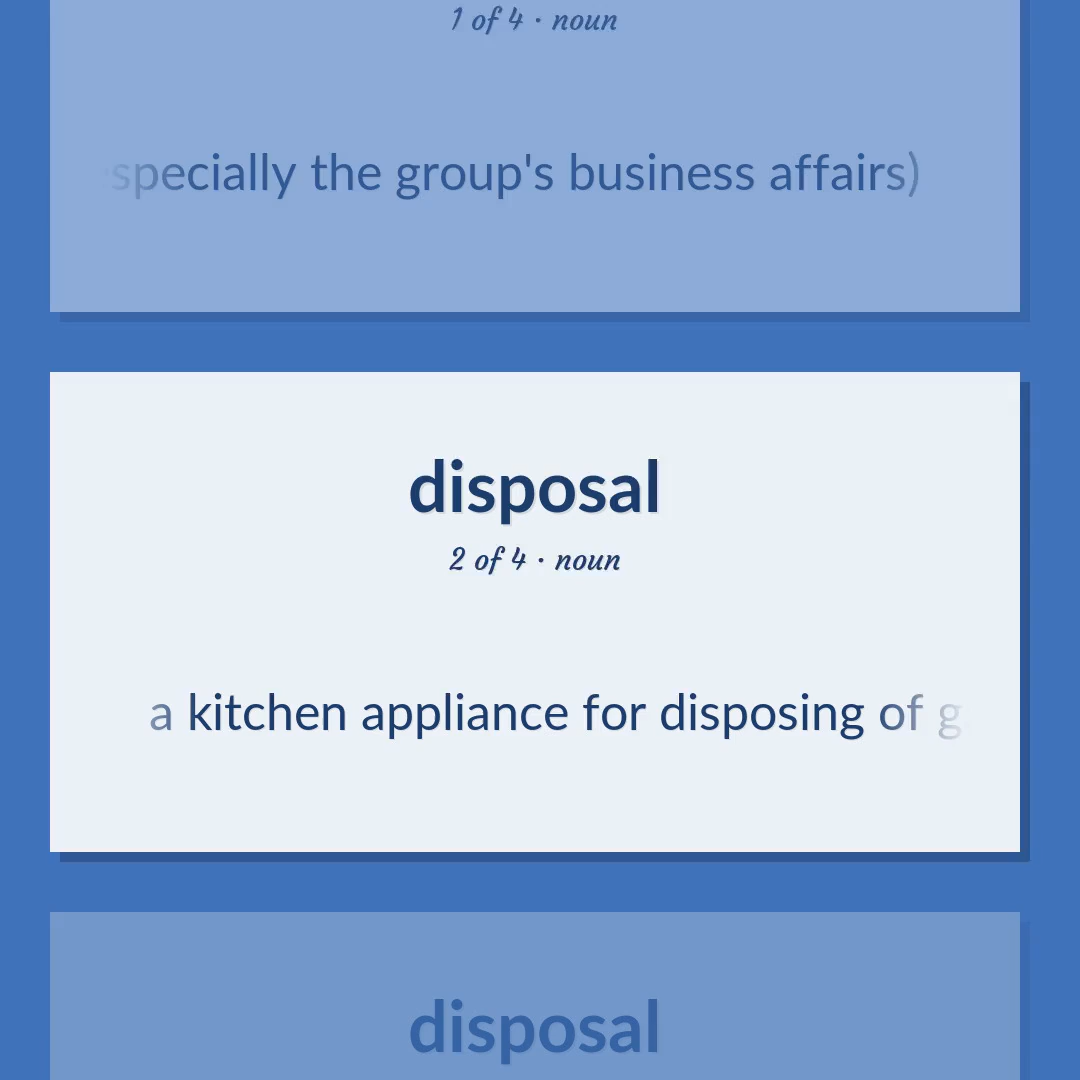 1 of 4 · noun
specially the group's business affairs)
disposal
2 of 4 · noun
a kitchen appliance for disposing of g
disposal